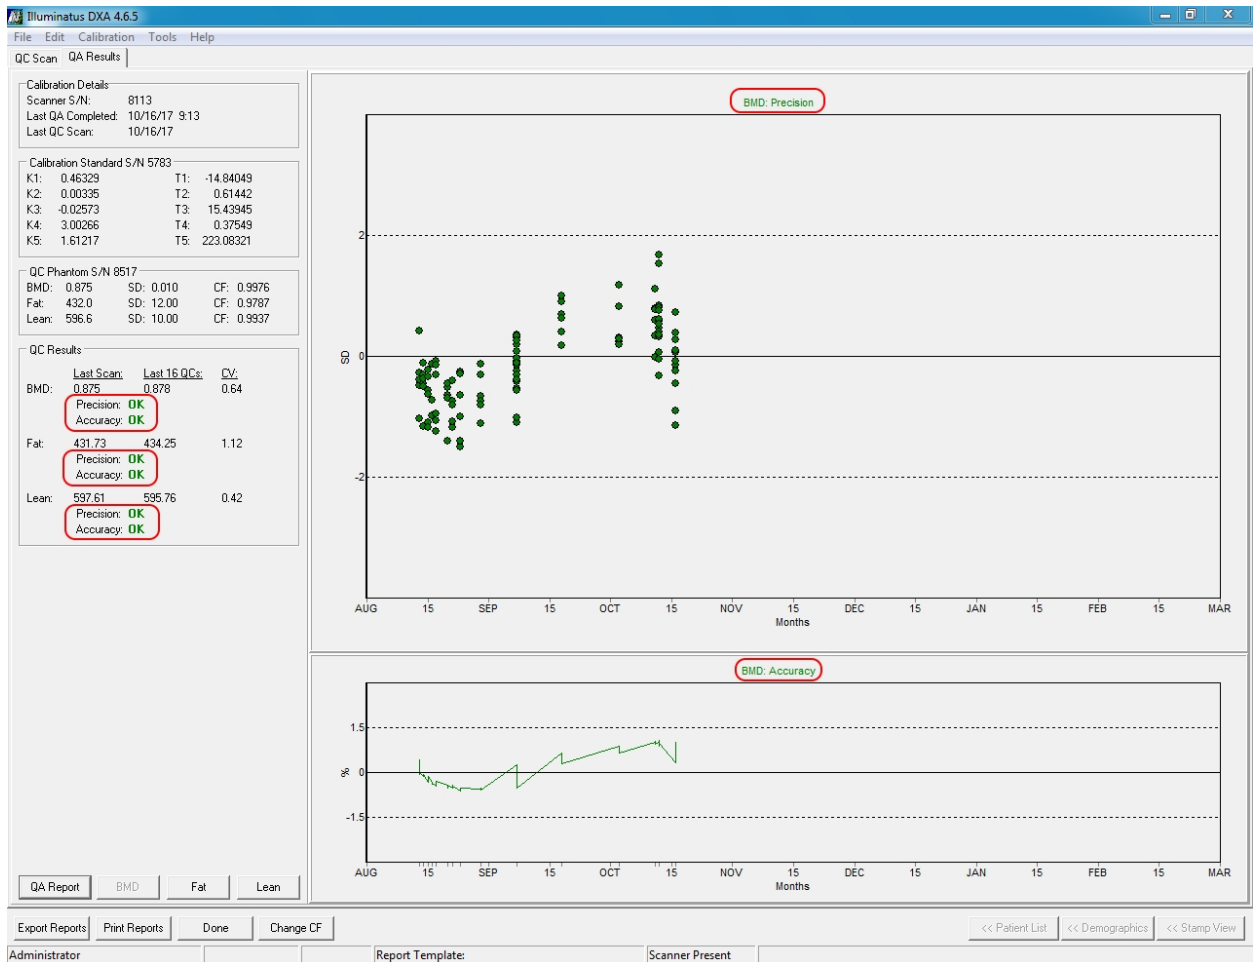 Illuminatus DXA 4.6.5
File Edit Calibration Tools Help
QC Scan QA Results
Calibration Details
Scanner S/N: 8113
Last QA Completed: 10/16/17 9:13
Last QC Scan: 10/16/17
Calibration Standard S/N 5783
K1: 0.46329 T1: -14.84049
K2: 0.00335 T2: 0.61442
K3: -0.02573 T3: 15.43945
K4: 3.00266 T4: 0.37549
K5: 1.61217 T5: 223.08321
QC Phantom S/N 8517
BMD: 0.875 SD: 0.010 CF: 0.9976
Fat: 432.0 SD: 12.00 CF: 0.9787
Lean: 596.6 SD: 10.00 CF: 0.9937
QC Results
Last Scan: Last 16 QCs: CV:
BMD: 0.875 0.878 0.64
Precision: OK
Accuracy: OK
Fat: 431.73 434.25 1.12
Precision: OK
Accuracy: OK
Lean: 597.61 595.76 0.42
Precision: OK
Accuracy: OK
QA Report BMD Fat Lean
BMD: Precision
2
SD 0
-2
AUG 15 SEP 15 OCT 15 NOV 15 DEC 15 JAN 15 FEB 15 MAR
Months
BMD: Accuracy
1.5
% 0
-1.5
AUG 15 SEP 15 OCT 15 NOV 15 DEC 15 JAN 15 FEB 15 MAR
Months
Export Reports Print Reports Done Change CF << Patient List << Demographics << Stamp View
Administrator Report Template: Scanner Present